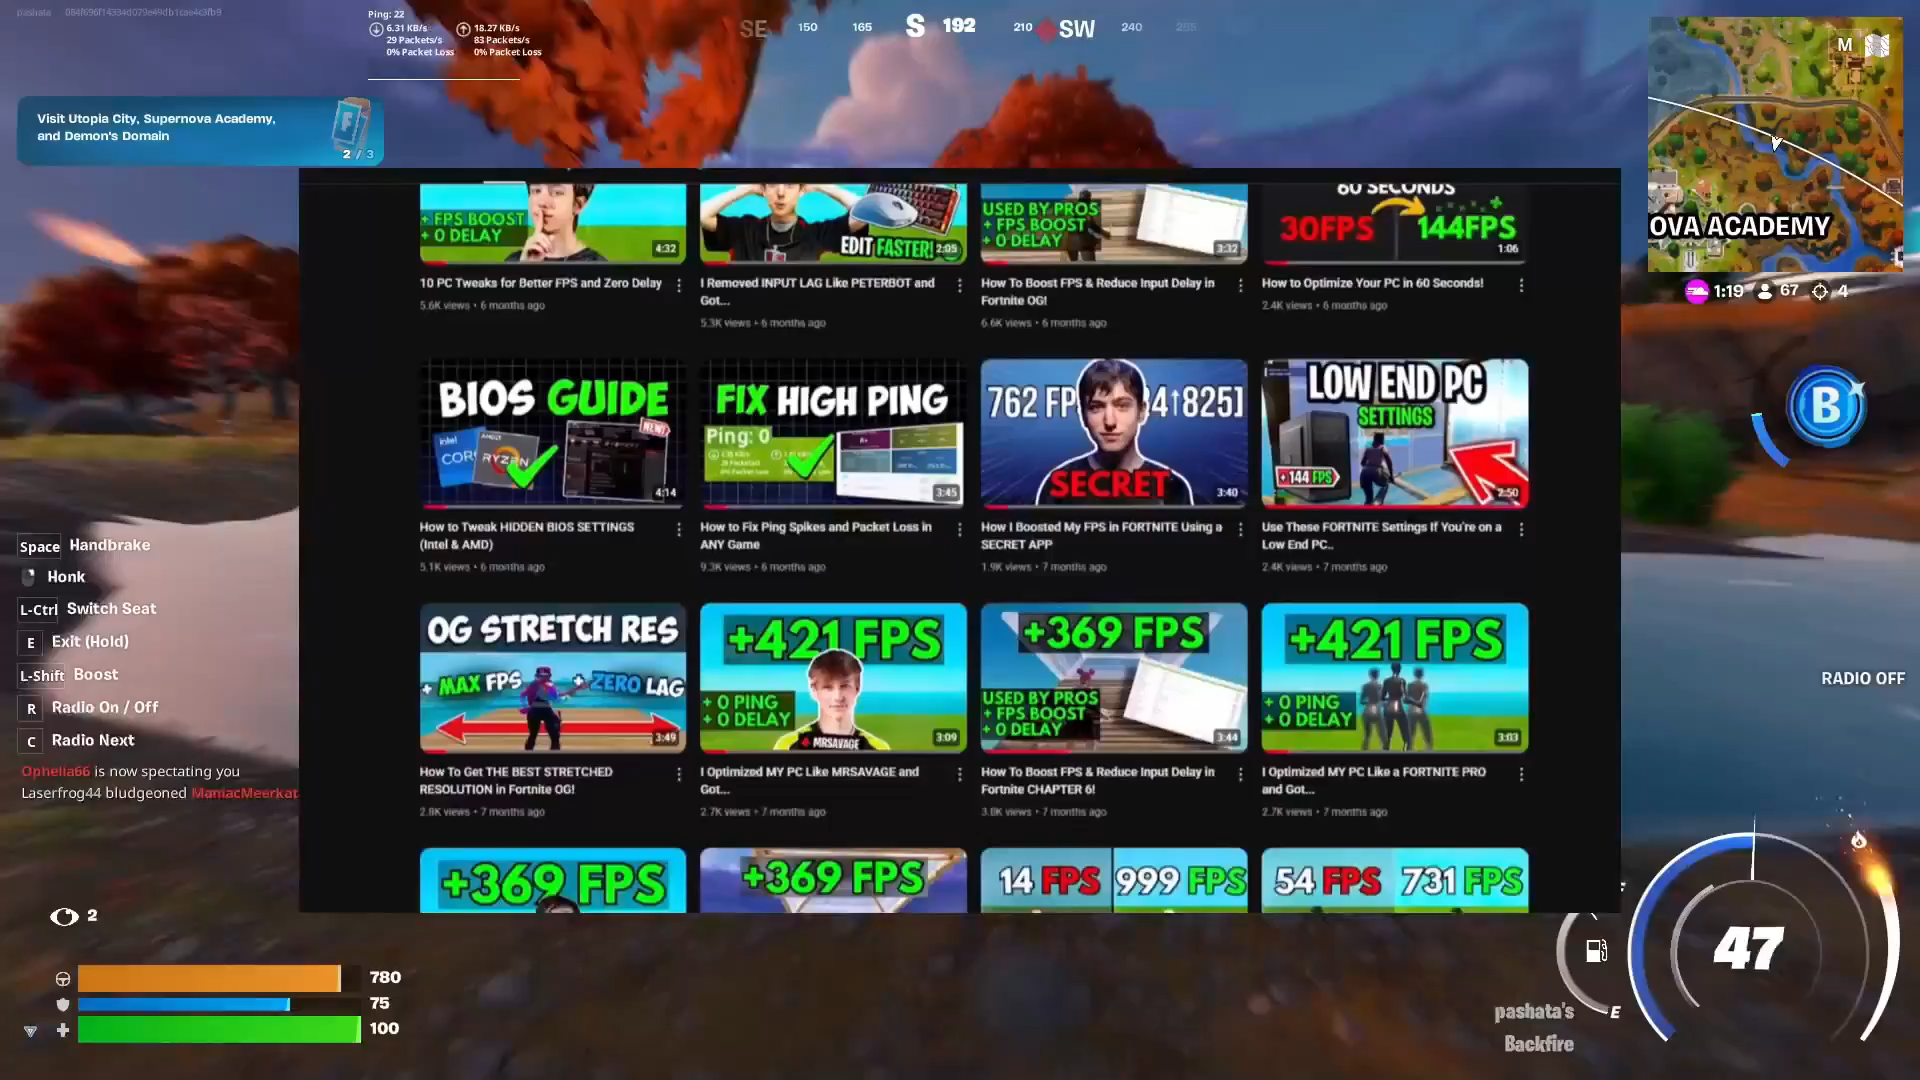 pashata
Ping: 22
6.31 KB/s
29 Packets/s
0% Packet Loss
18.27 KB/s
83 Packets/s
0% Packet Loss
SE 150 165 S 192 210 SW 240 255
M
Visit Utopia City, Supernova Academy,
and Demon's Domain
2 / 3
OVA ACADEMY
1:19 67 4
+ FPS BOOST
+ 0 DELAY
4:32
10 PC Tweaks for Better FPS and Zero Delay
5.6K views • 6 months ago
EDIT FASTER!
2:05
I Removed INPUT LAG Like PETERBOT and
Got...
5.3K views • 6 months ago
USED BY PROS
+ FPS BOOST
+ 0 DELAY
3:32
How To Boost FPS & Reduce Input Delay in
Fortnite OG!
6.6K views • 6 months ago
60 SECONDS
30FPS 144FPS
1:06
How to Optimize Your PC in 60 Seconds!
2.4K views • 6 months ago
BIOS GUIDE
intel
CORE
AMD
RYZEN
NEW!
4:14
How to Tweak HIDDEN BIOS SETTINGS
(Intel & AMD)
5.1K views • 6 months ago
FIX HIGH PING
Ping: 0
3:45
How to Fix Ping Spikes and Packet Loss in
ANY Game
9.3K views • 6 months ago
762 FP 34↑825]
SECRET
3:40
How I Boosted My FPS in FORTNITE Using a
SECRET APP
1.9K views • 7 months ago
LOW END PC
SETTINGS
+144 FPS
2:50
Use These FORTNITE Settings If You're on a
Low End PC..
2.4K views • 7 months ago
OG STRETCH RES
+ MAX FPS + ZERO LAG
3:49
How To Get THE BEST STRETCHED
RESOLUTION in Fortnite OG!
2.8K views • 7 months ago
+421 FPS
+ 0 PING
+ 0 DELAY
MRSAVAGE
3:09
I Optimized MY PC Like MRSAVAGE and
Got...
2.7K views • 7 months ago
+369 FPS
USED BY PROS
+ FPS BOOST
+ 0 DELAY
3:44
How To Boost FPS & Reduce Input Delay in
Fortnite CHAPTER 6!
3.8K views • 7 months ago
+421 FPS
+ 0 PING
+ 0 DELAY
3:03
I Optimized MY PC Like a FORTNITE PRO
and Got...
2.7K views • 7 months ago
+369 FPS
+369 FPS
14 FPS 999 FPS
54 FPS 731 FPS
B
RADIO OFF
Space Handbrake
Honk
L-Ctrl Switch Seat
E Exit (Hold)
L-Shift Boost
R Radio On / Off
C Radio Next
Ophelia66 is now spectating you
Laserfrog44 bludgeoned ManiacMeerkat
2
780
75
100
47
E
pashata's
Backfire